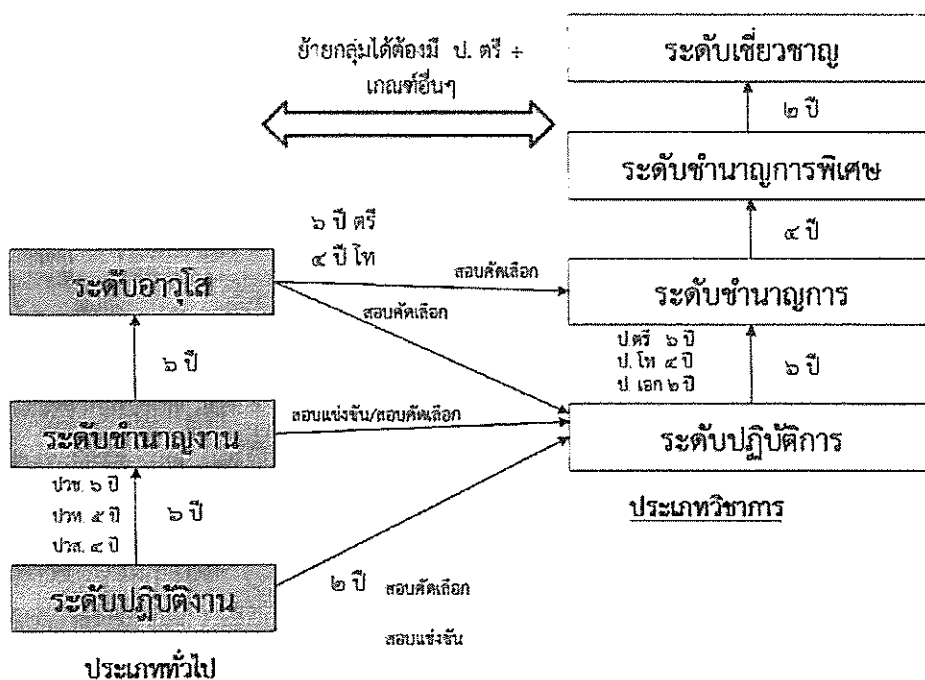 ย้ายกลุ่มได้ต้องมี ป. ตรี +
เกณฑ์อื่นๆ
ระดับเชี่ยวชาญ
๒ ปี
ระดับชำนาญการพิเศษ
๔ ปี
๖ ปี ตรี
๔ ปี โท
ระดับอาวุโส
สอบคัดเลือก
สอบคัดเลือก
ระดับชำนาญการ
ป.ตรี ๖ ปี
ป. โท ๔ ปี
ป. เอก ๒ ปี
๖ ปี
๖ ปี
ระดับชำนาญงาน
สอบแข่งขัน/สอบคัดเลือก
ระดับปฏิบัติการ
ประเภทวิชาการ
ปวช. ๖ ปี
ปวท. ๕ ปี
ปวส. ๔ ปี
๖ ปี
ระดับปฏิบัติงาน
๒ ปี สอบคัดเลือก
สอบแข่งขัน
ประเภททั่วไป